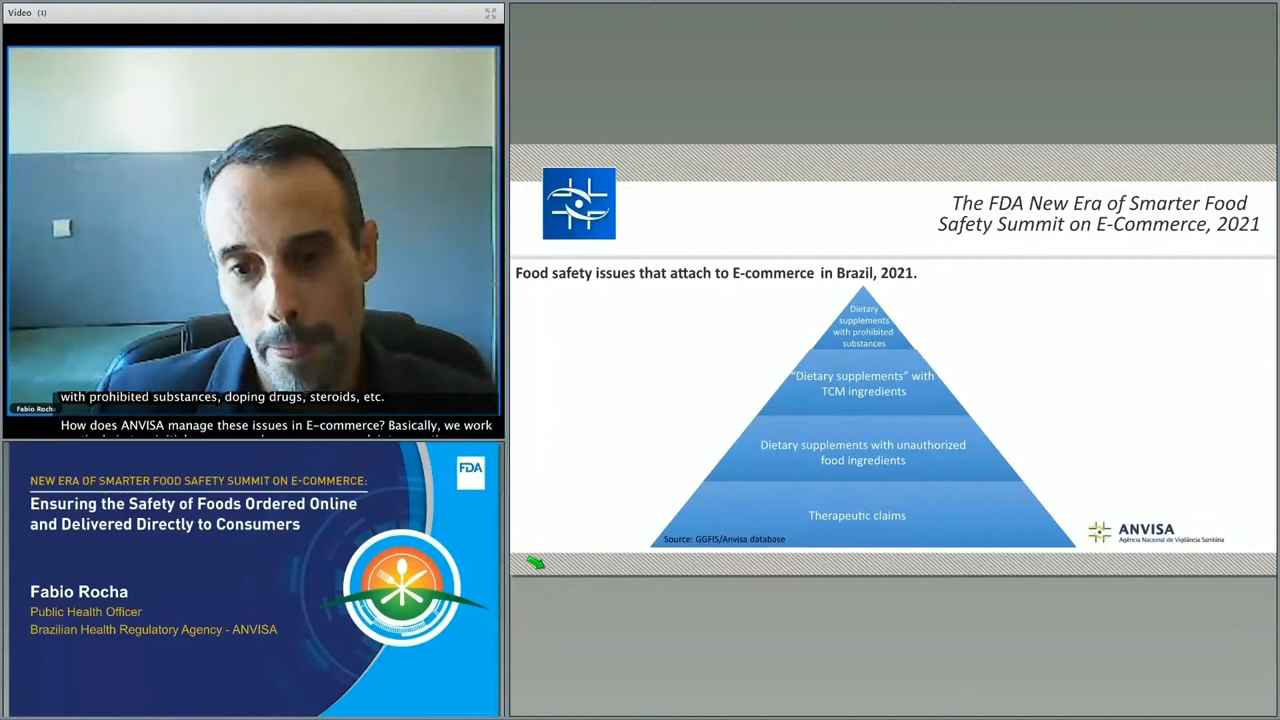 Video (1)
with prohibited substances, doping drugs, steroids, etc.
Fabio Roch
How does ANVISA manage these issues in E-commerce? Basically, we work
NEW ERA OF SMARTER FOOD SAFETY SUMMIT ON E-COMMERCE:
FDA
Ensuring the Safety of Foods Ordered Online
and Delivered Directly to Consumers
Fabio Rocha
Public Health Officer
Brazilian Health Regulatory Agency - ANVISA
The FDA New Era of Smarter Food
Safety Summit on E-Commerce, 2021
Food safety issues that attach to E-commerce in Brazil, 2021.
Dietary
supplements
with prohibited
substances
“Dietary supplements” with
TCM ingredients
Dietary supplements with unauthorized
food ingredients
Therapeutic claims
Source: GGFIS/Anvisa database
ANVISA
Agência Nacional de Vigilância Sanitária